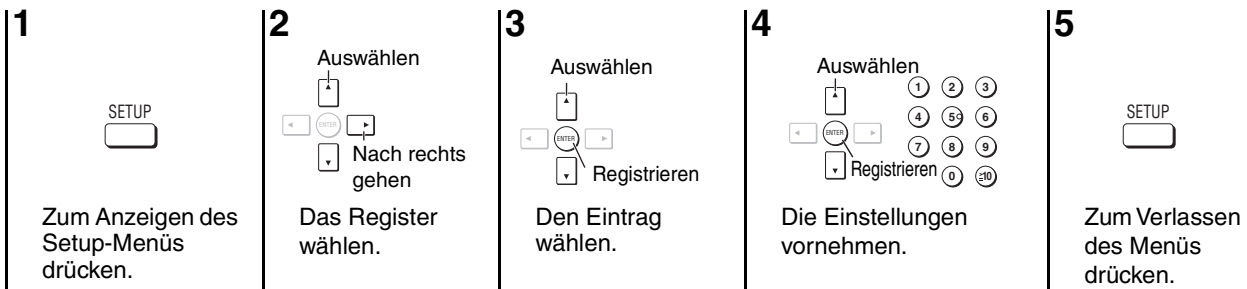 1
SETUP
Zum Anzeigen des
Setup-Menüs
drücken.
2
Auswählen
ENTER
Nach rechts
gehen
Das Register
wählen.
3
Auswählen
ENTER
Registrieren
Den Eintrag
wählen.
4
Auswählen
ENTER
Registrieren
1 2 3
4 5 6
7 8 9
0 ≧10
Die Einstellungen
vornehmen.
5
SETUP
Zum Verlassen
des Menüs
drücken.